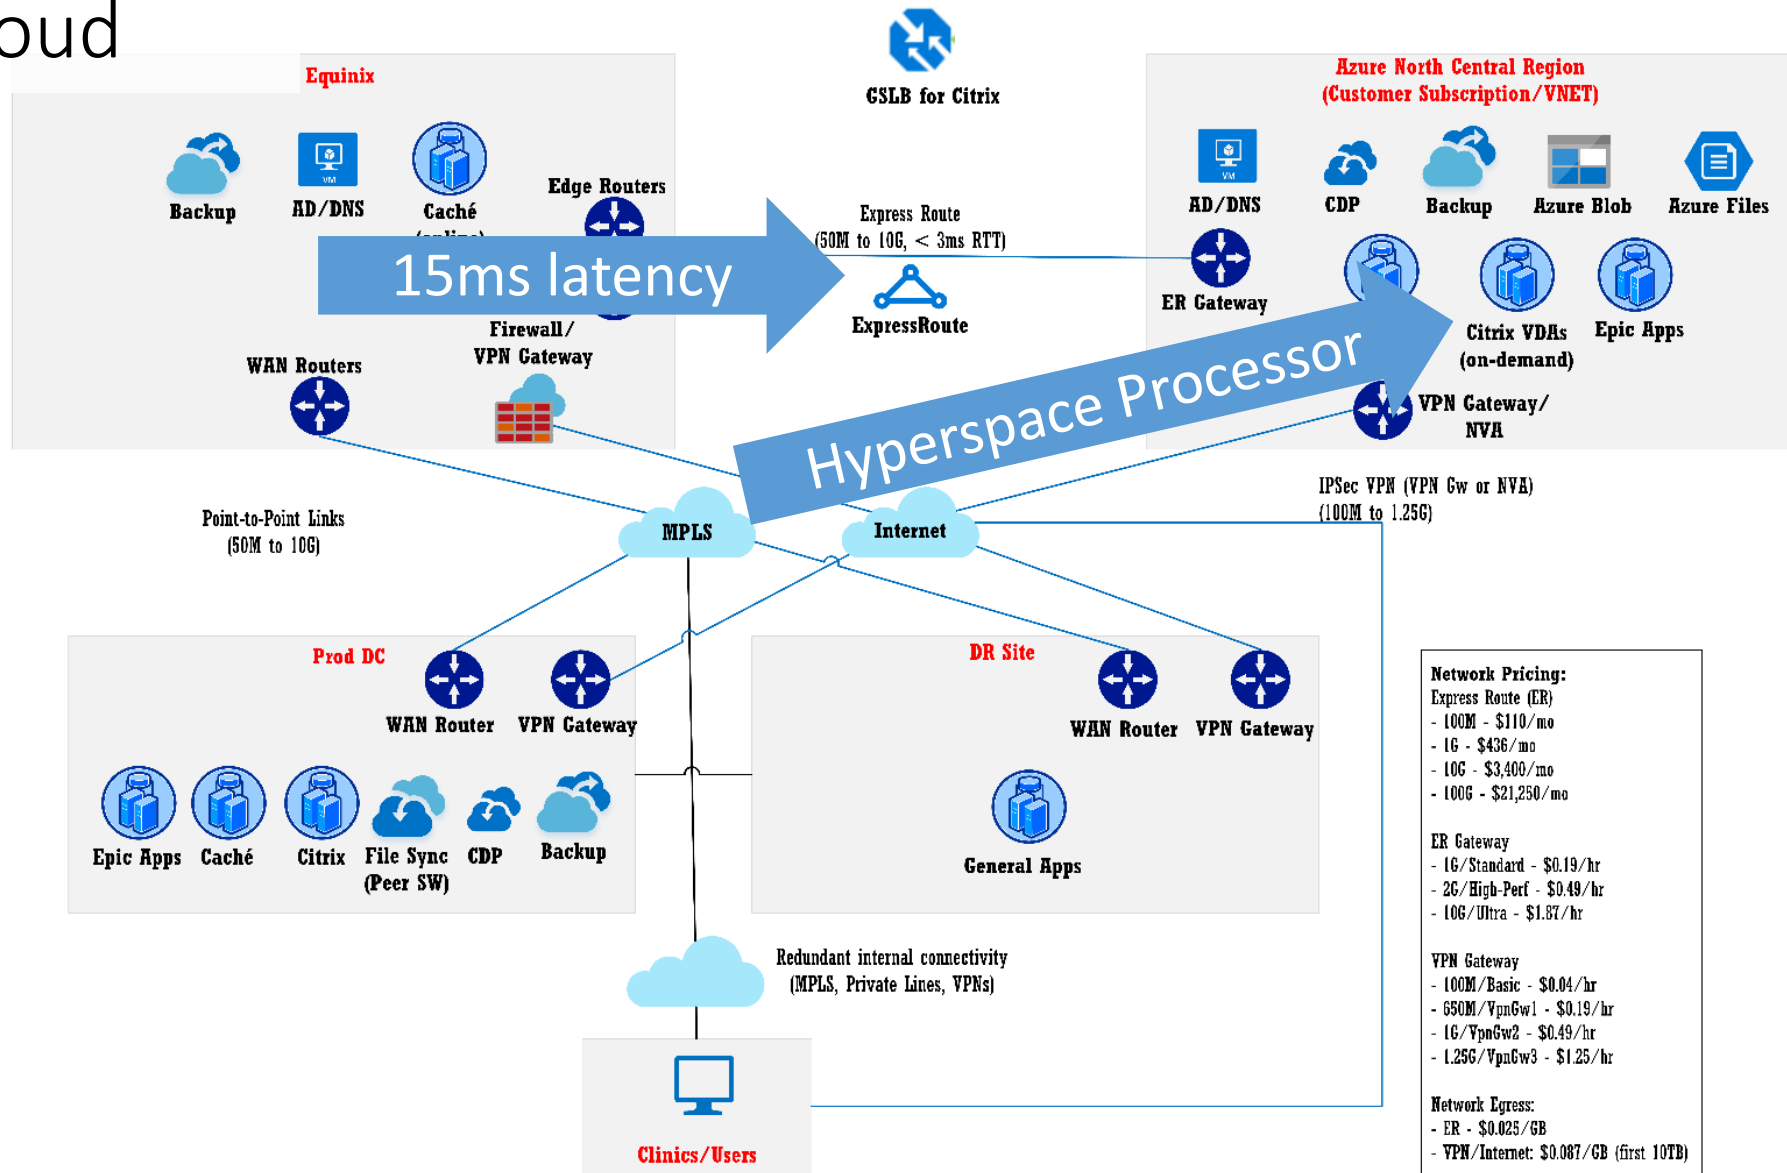 oud
Equinix
Backup
VM
AD/DNS
Caché
Edge Routers
15ms latency
Firewall/
VPN Gateway
WAN Routers
GSLB for Citrix
Express Route
(50M to 10G, < 3ms RTT)
ExpressRoute
Azure North Central Region
(Customer Subscription/VNET)
VM
AD/DNS
CDP
Backup
Azure Blob
Azure Files
ER Gateway
Citrix VDAs
(on-demand)
Epic Apps
Hyperspace Processor
VPN Gateway/
NVA
IPSec VPN (VPN Gw or NVA)
(100M to 1.25G)
Point-to-Point Links
(50M to 10G)
MPLS
Internet
Prod DC
WAN Router
VPN Gateway
Epic Apps
Caché
Citrix
File Sync
(Peer SW)
CDP
Backup
DR Site
WAN Router
VPN Gateway
General Apps
Redundant internal connectivity
(MPLS, Private Lines, VPNs)
Clinics/Users
Network Pricing:
Express Route (ER)
- 100M - $110/mo
- 1G - $436/mo
- 10G - $3,400/mo
- 100G - $21,250/mo
ER Gateway
- 1G/Standard - $0.19/hr
- 2G/High-Perf - $0.49/hr
- 10G/Ultra - $1.87/hr
VPN Gateway
- 100M/Basic - $0.04/hr
- 650M/VpnGw1 - $0.19/hr
- 1G/VpnGw2 - $0.49/hr
- 1.25G/VpnGw3 - $1.25/hr
Network Egress:
- ER - $0.025/GB
- VPN/Internet: $0.087/GB (first 10TB)